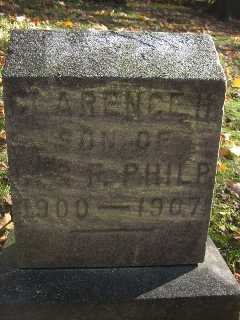 CLARENCE H.
SON OF
& H. PHILP
1900 — 1907